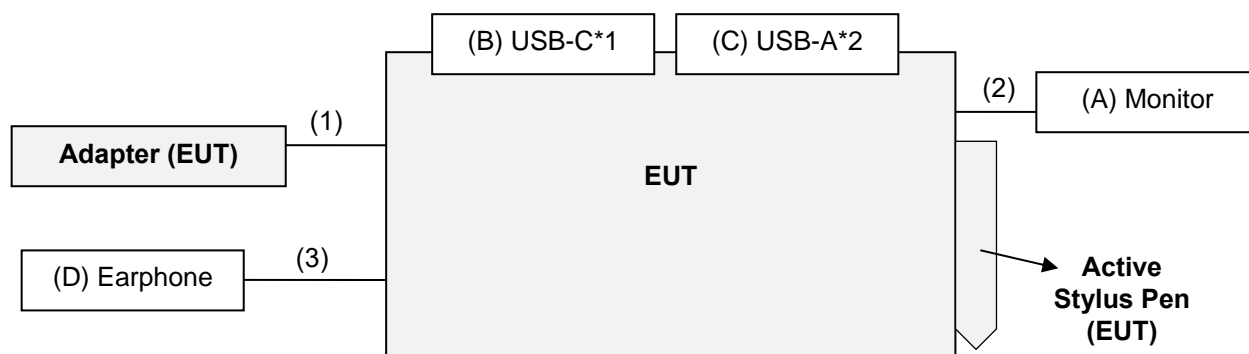 (B) USB-C*1
(C) USB-A*2
(2)
(A) Monitor
(1)
Adapter (EUT)
EUT
(3)
(D) Earphone
Active
Stylus Pen
(EUT)